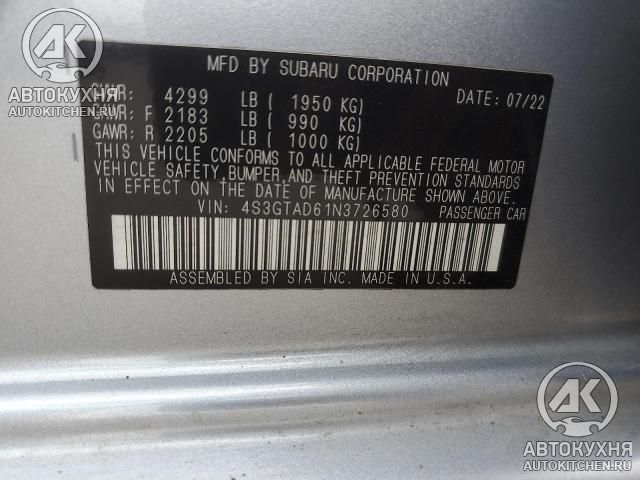 MFD BY SUBARU CORPORATION
GVWR: 4299 LB ( 1950 KG) DATE: 07/22
GAWR: F 2183 LB ( 990 KG)
GAWR: R 2205 LB ( 1000 KG)
THIS VEHICLE CONFORMS TO ALL APPLICABLE FEDERAL MOTOR
VEHICLE SAFETY, BUMPER, AND THEFT PREVENTION STANDARDS
IN EFFECT ON THE DATE OF MANUFACTURE SHOWN ABOVE.
VIN: 4S3GTAD61N3726580 PASSENGER CAR
ASSEMBLED BY SIA INC. MADE IN U.S.A.
АК
АВТОКУХНЯ
AUTOKITCHEN.RU
АК
АВТОКУХНЯ
AUTOKITCHEN.RU